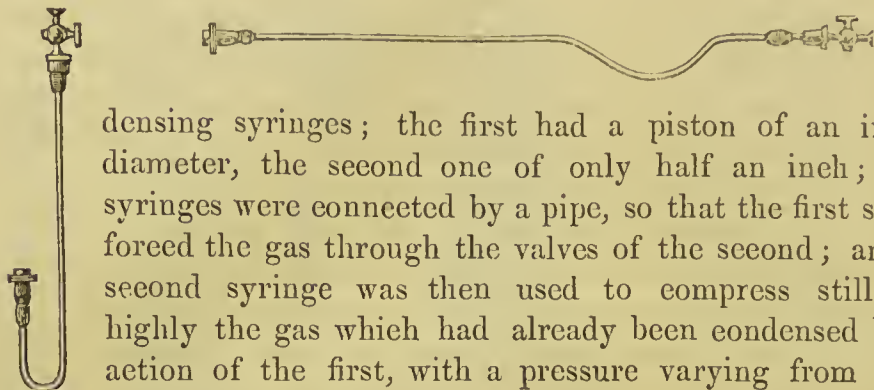 densing syringes; the first had a piston of an
diameter, the second one of only half an inch;
syringes were connected by a pipe, so that the first
forced the gas through the valves of the second;
second syringe was then used to compress still
highly the gas which had already been condensed
action of the first, with a pressure varying from